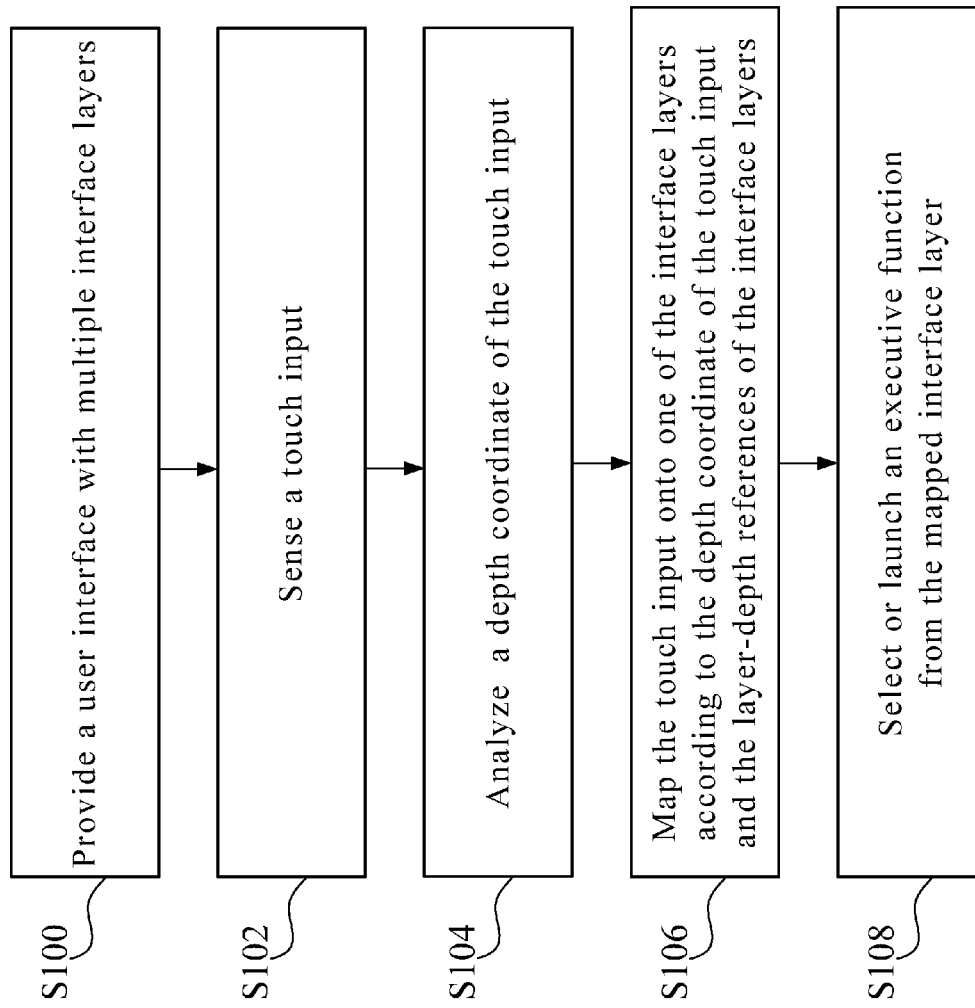 S100
Provide a user interface with multiple interface layers
S102
Sense a touch input
S104
Analyze a depth coordinate of the touch input
S106
Map the touch input onto one of the interface layers
according to the depth coordinate of the touch input
and the layer-depth references of the interface layers
S108
Select or launch an executive function
from the mapped interface layer